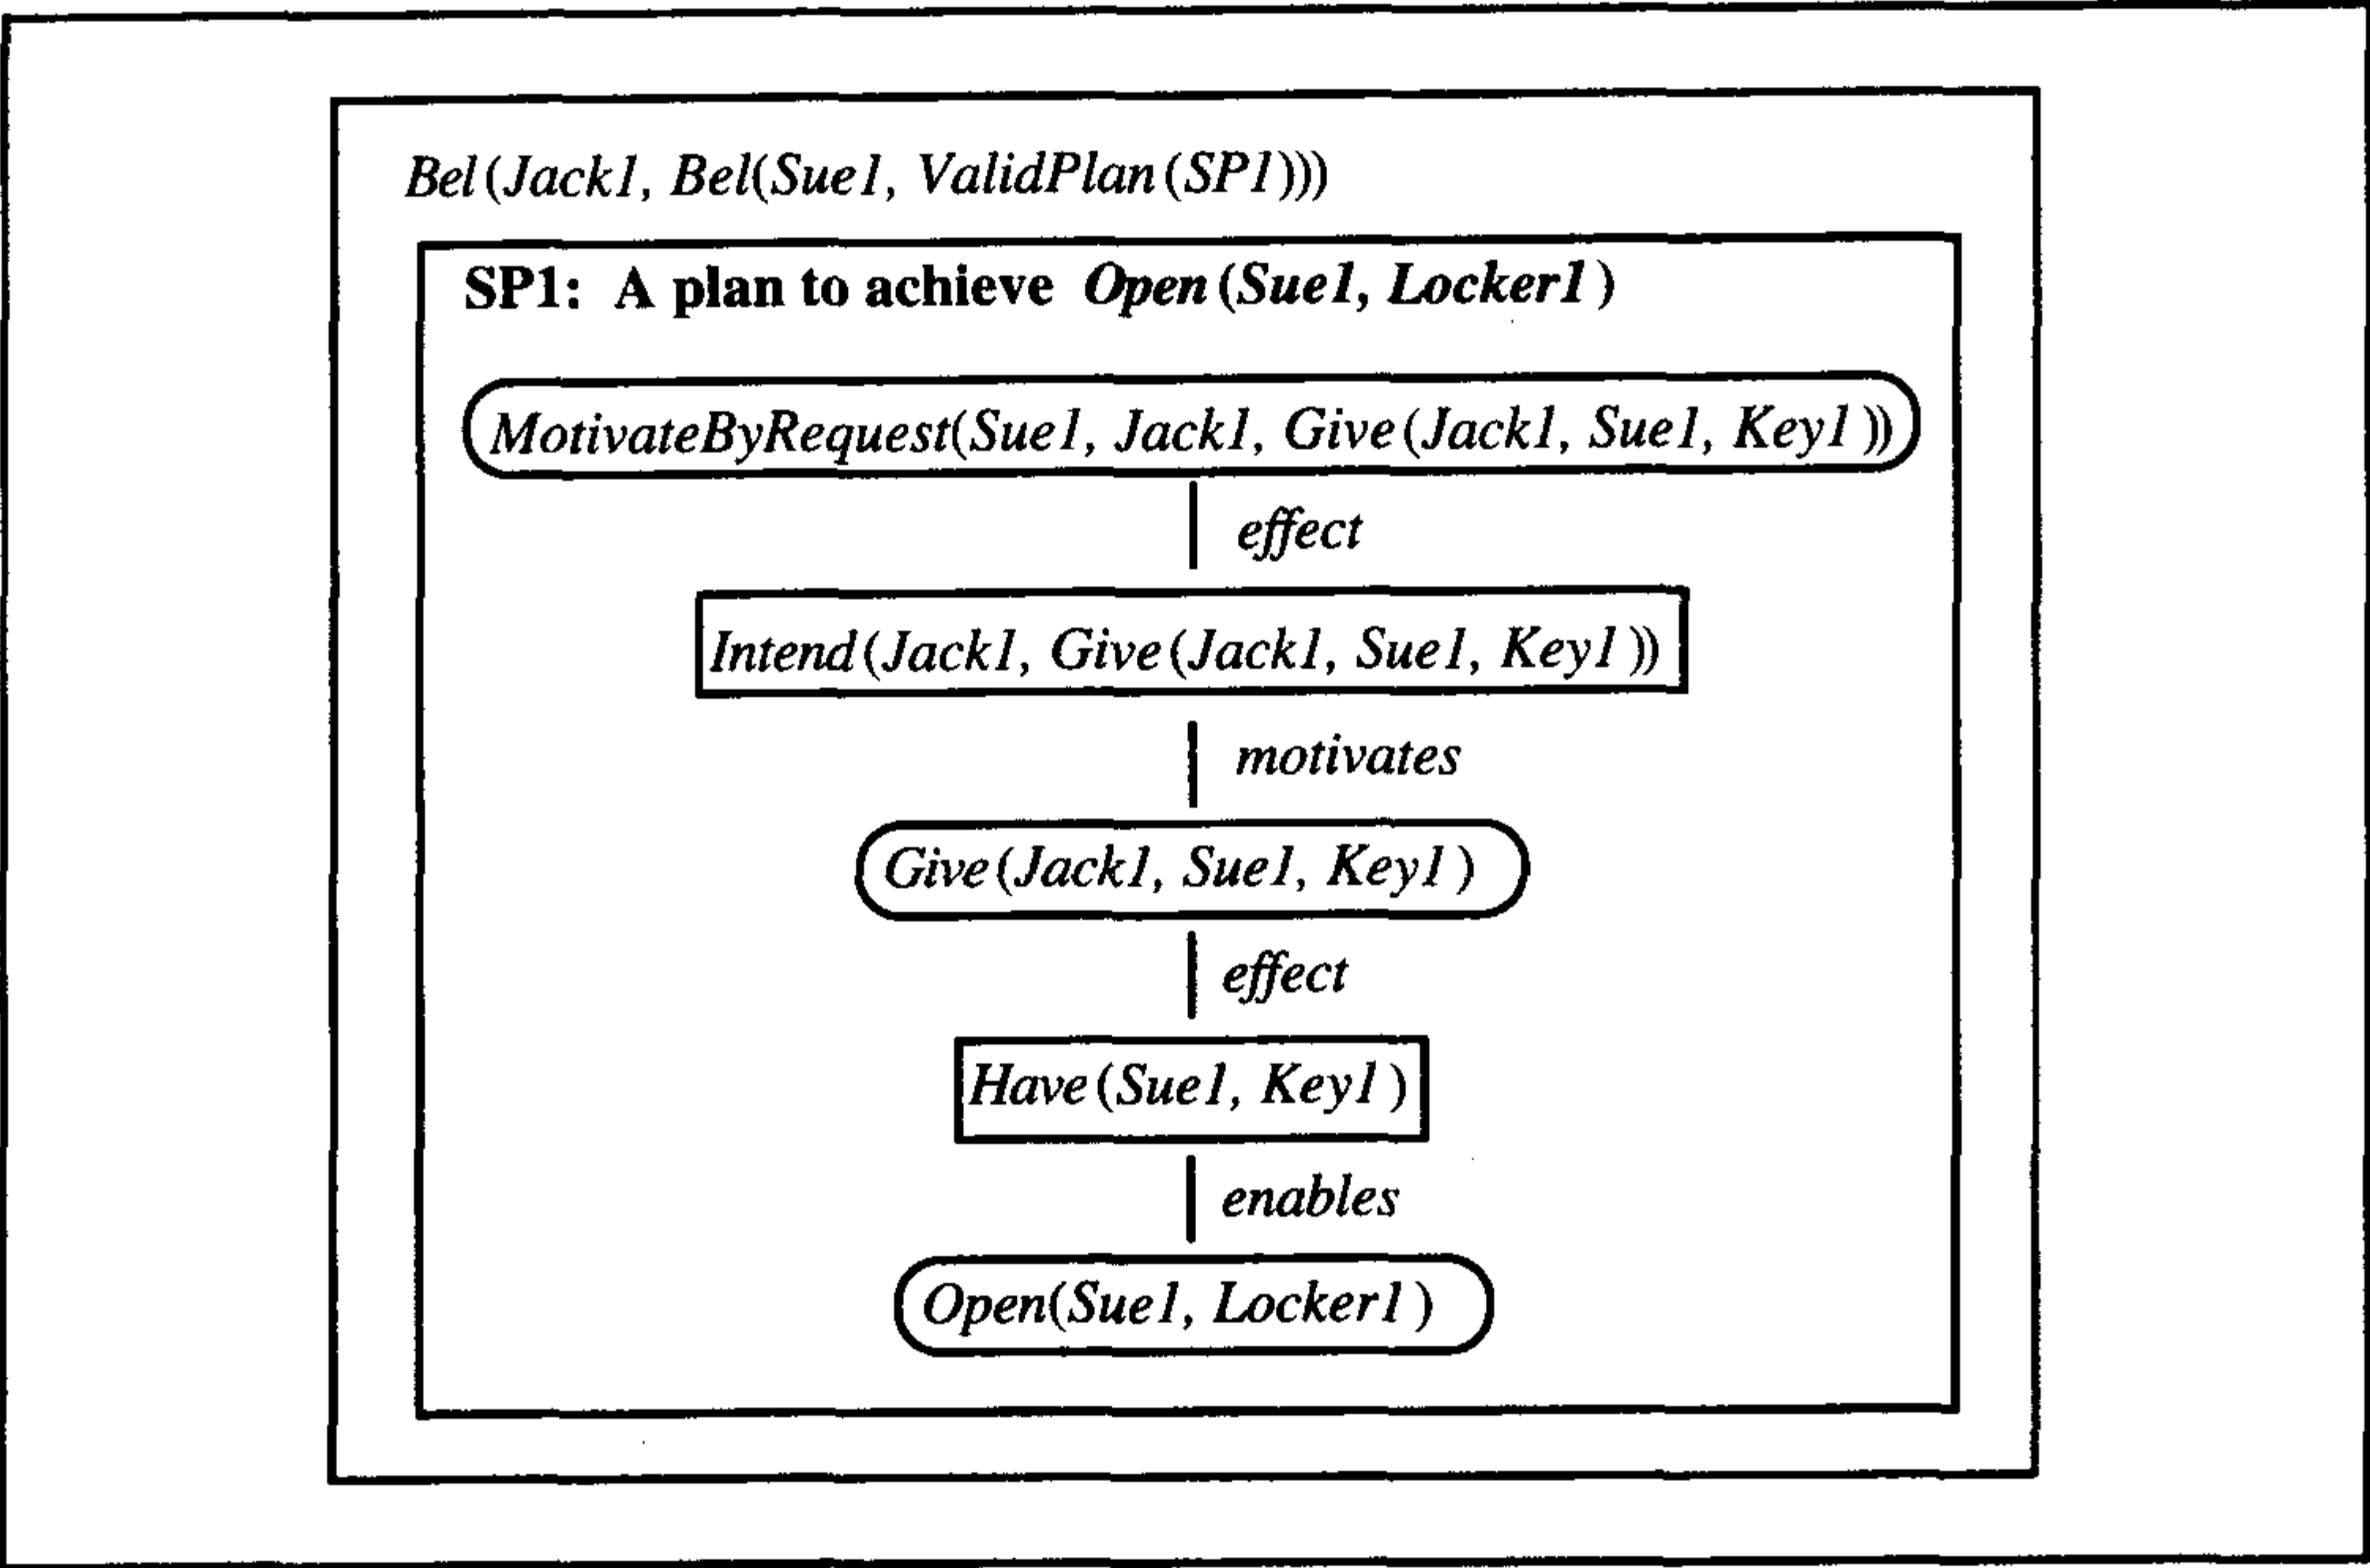 Bel(Jack1, Bel(Sue1, ValidPlan(SP1)))
SP1: A plan to achieve Open(Sue1, Locker1)
MotivateByRequest(Sue1, Jack1, Give(Jack1, Sue1, Key1))
effect
Intend(Jack1, Give(Jack1, Sue1, Key1))
motivates
Give(Jack1, Sue1, Key1)
effect
Have(Sue1, Key1)
enables
Open(Sue1, Locker1)